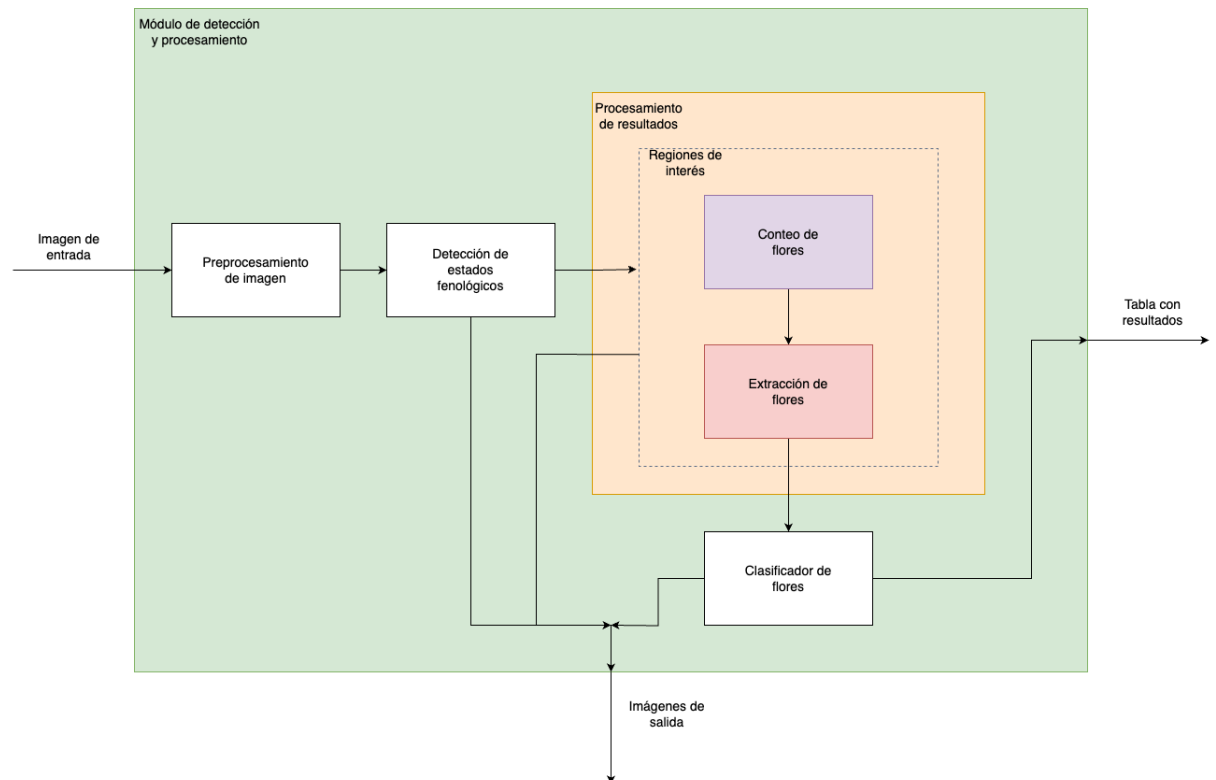 Módulo de detección
y procesamiento
Procesamiento
de resultados
Regiones de
interés
Imagen de
entrada
Preprocesamiento
de imagen
Detección de
estados
fenológicos
Conteo de
flores
Extracción de
flores
Tabla con
resultados
Clasificador de
flores
Imágenes de
salida